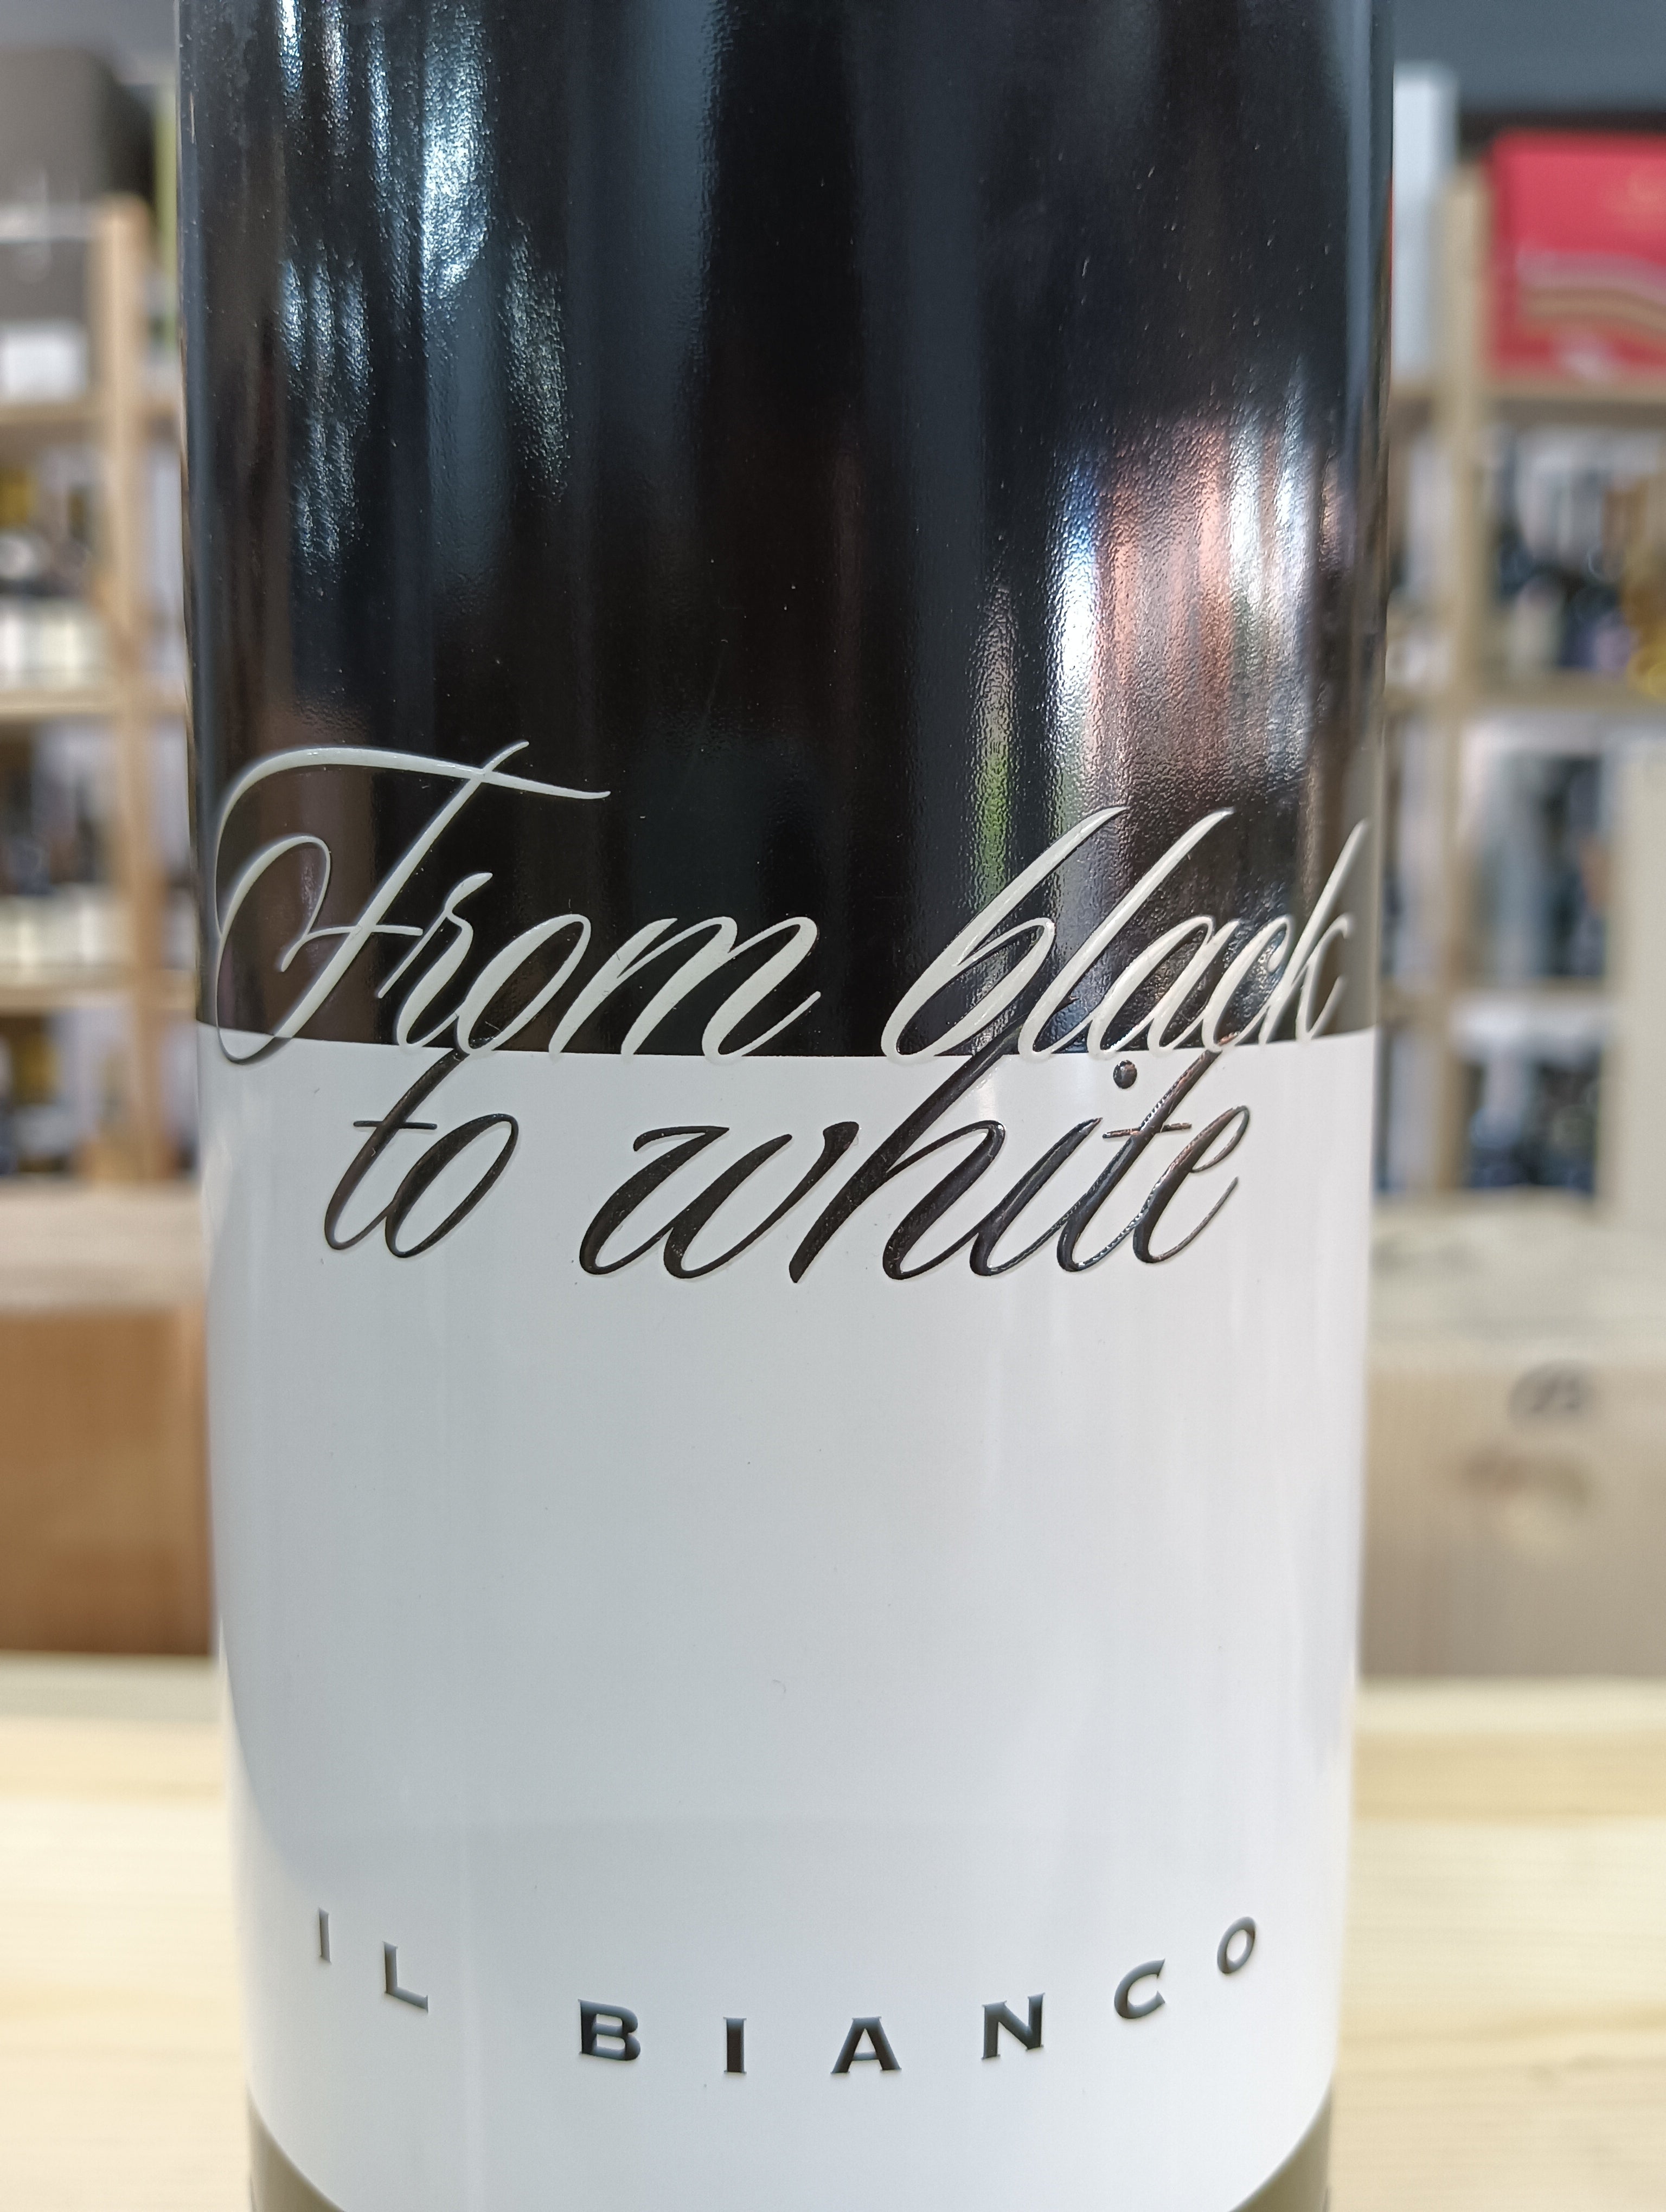 From black
to white
IL BIANCO